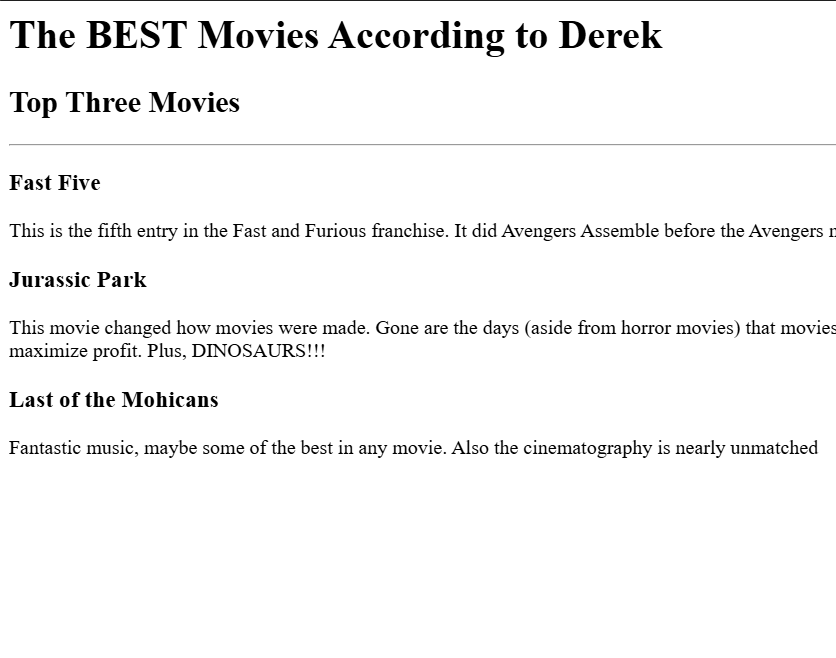 The BEST Movies According to Derek
Top Three Movies
Fast Five
This is the fifth entry in the Fast and Furious franchise. It did Avengers Assemble before the Avengers
Jurassic Park
This movie changed how movies were made. Gone are the days (aside from horror movies) that movies
maximize profit. Plus, DINOSAURS!!!
Last of the Mohicans
Fantastic music, maybe some of the best in any movie. Also the cinematography is nearly unmatched